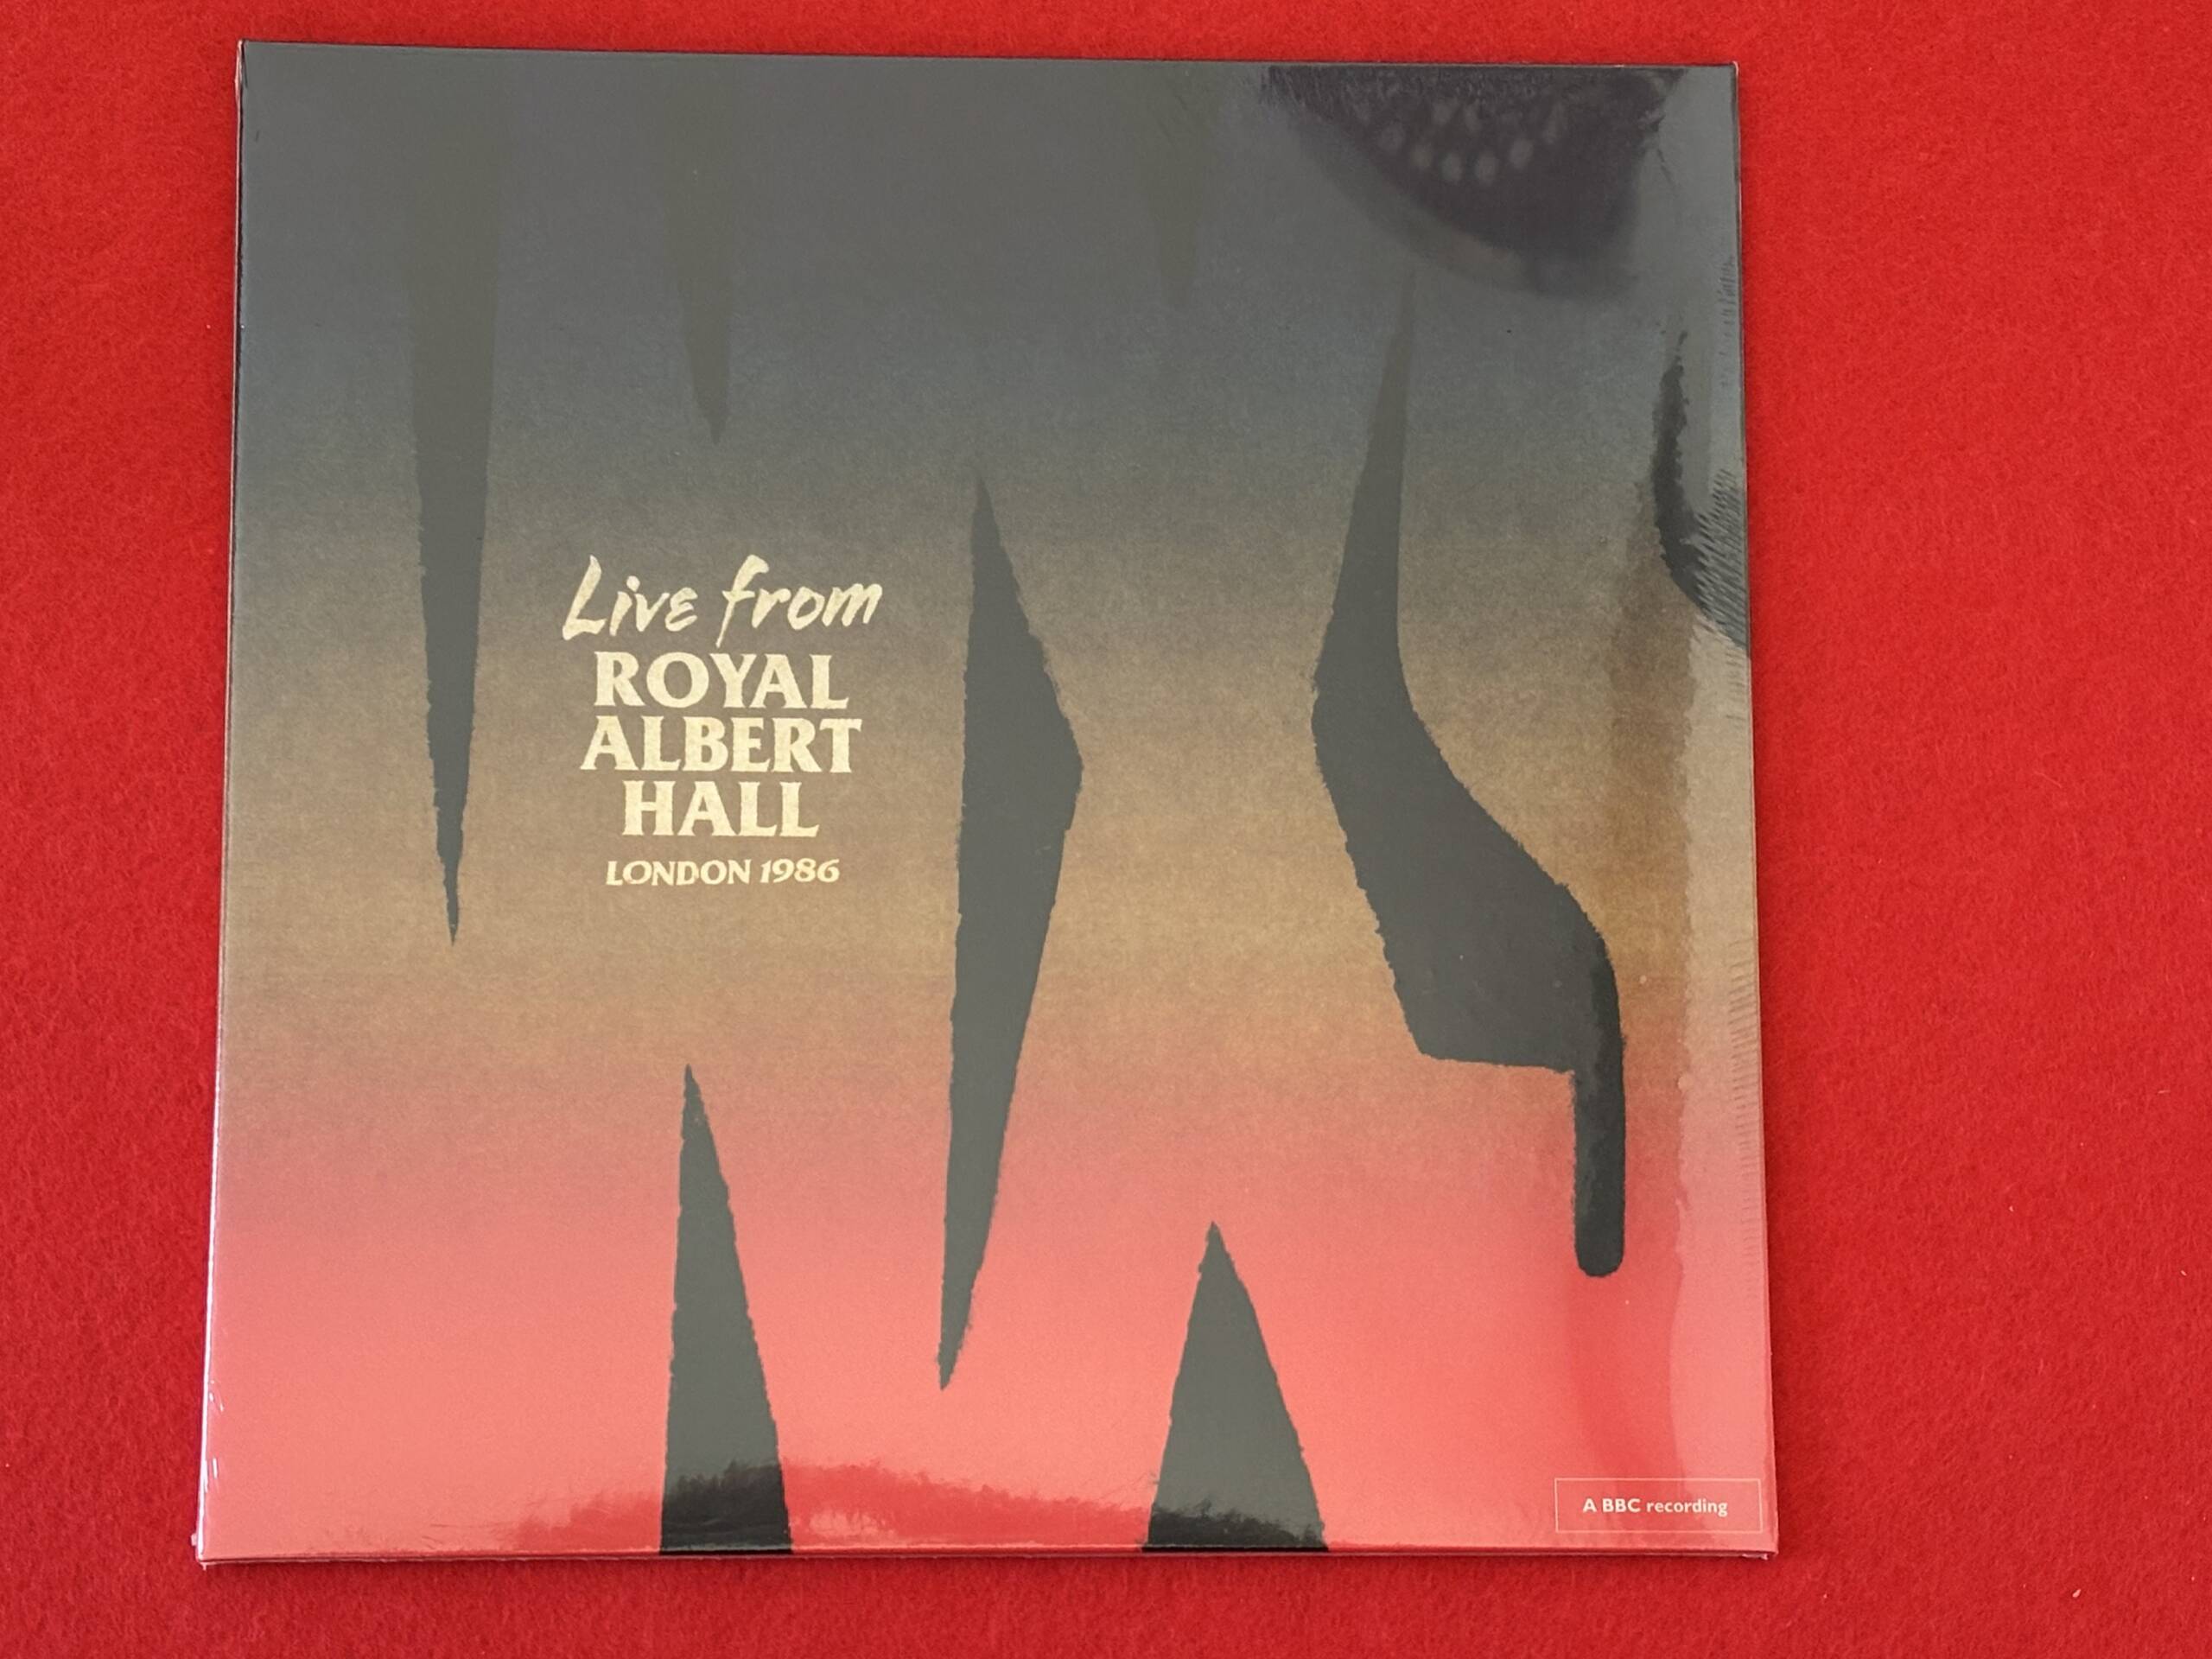 Live from
ROYAL
ALBERT
HALL
LONDON 1986
A BBC recording